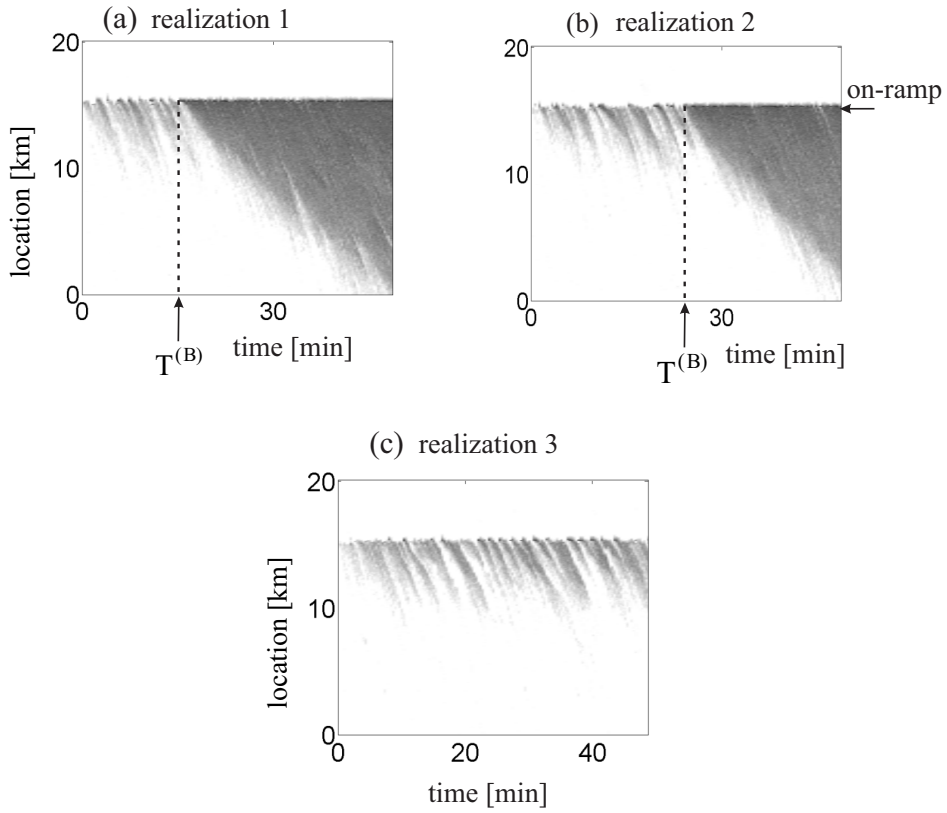 (a) realization 1
20
10
0
location [km]
0
30
time [min]
T(B)
(b) realization 2
20
10
0
0
30
time [min]
T(B)
on-ramp
(c) realization 3
20
10
0
location [km]
0
20
40
time [min]